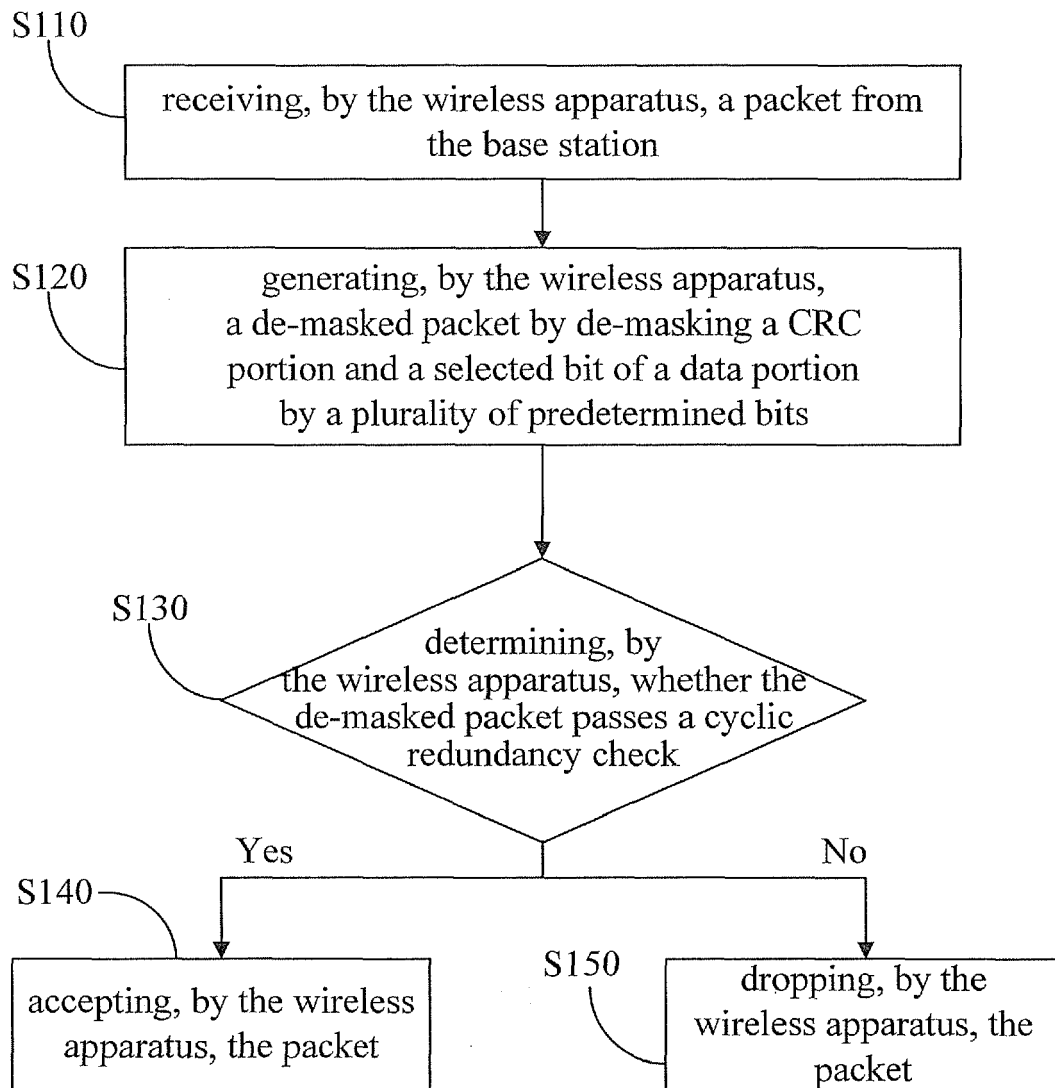 S110
receiving, by the wireless apparatus, a packet from
the base station
S120
generating, by the wireless apparatus,
a de-masked packet by de-masking a CRC
portion and a selected bit of a data portion
by a plurality of predetermined bits
S130
determining, by
the wireless apparatus, whether the
de-masked packet passes a cyclic
redundancy check
Yes
No
S140
accepting, by the wireless
apparatus, the packet
S150
dropping, by the
wireless apparatus, the
packet